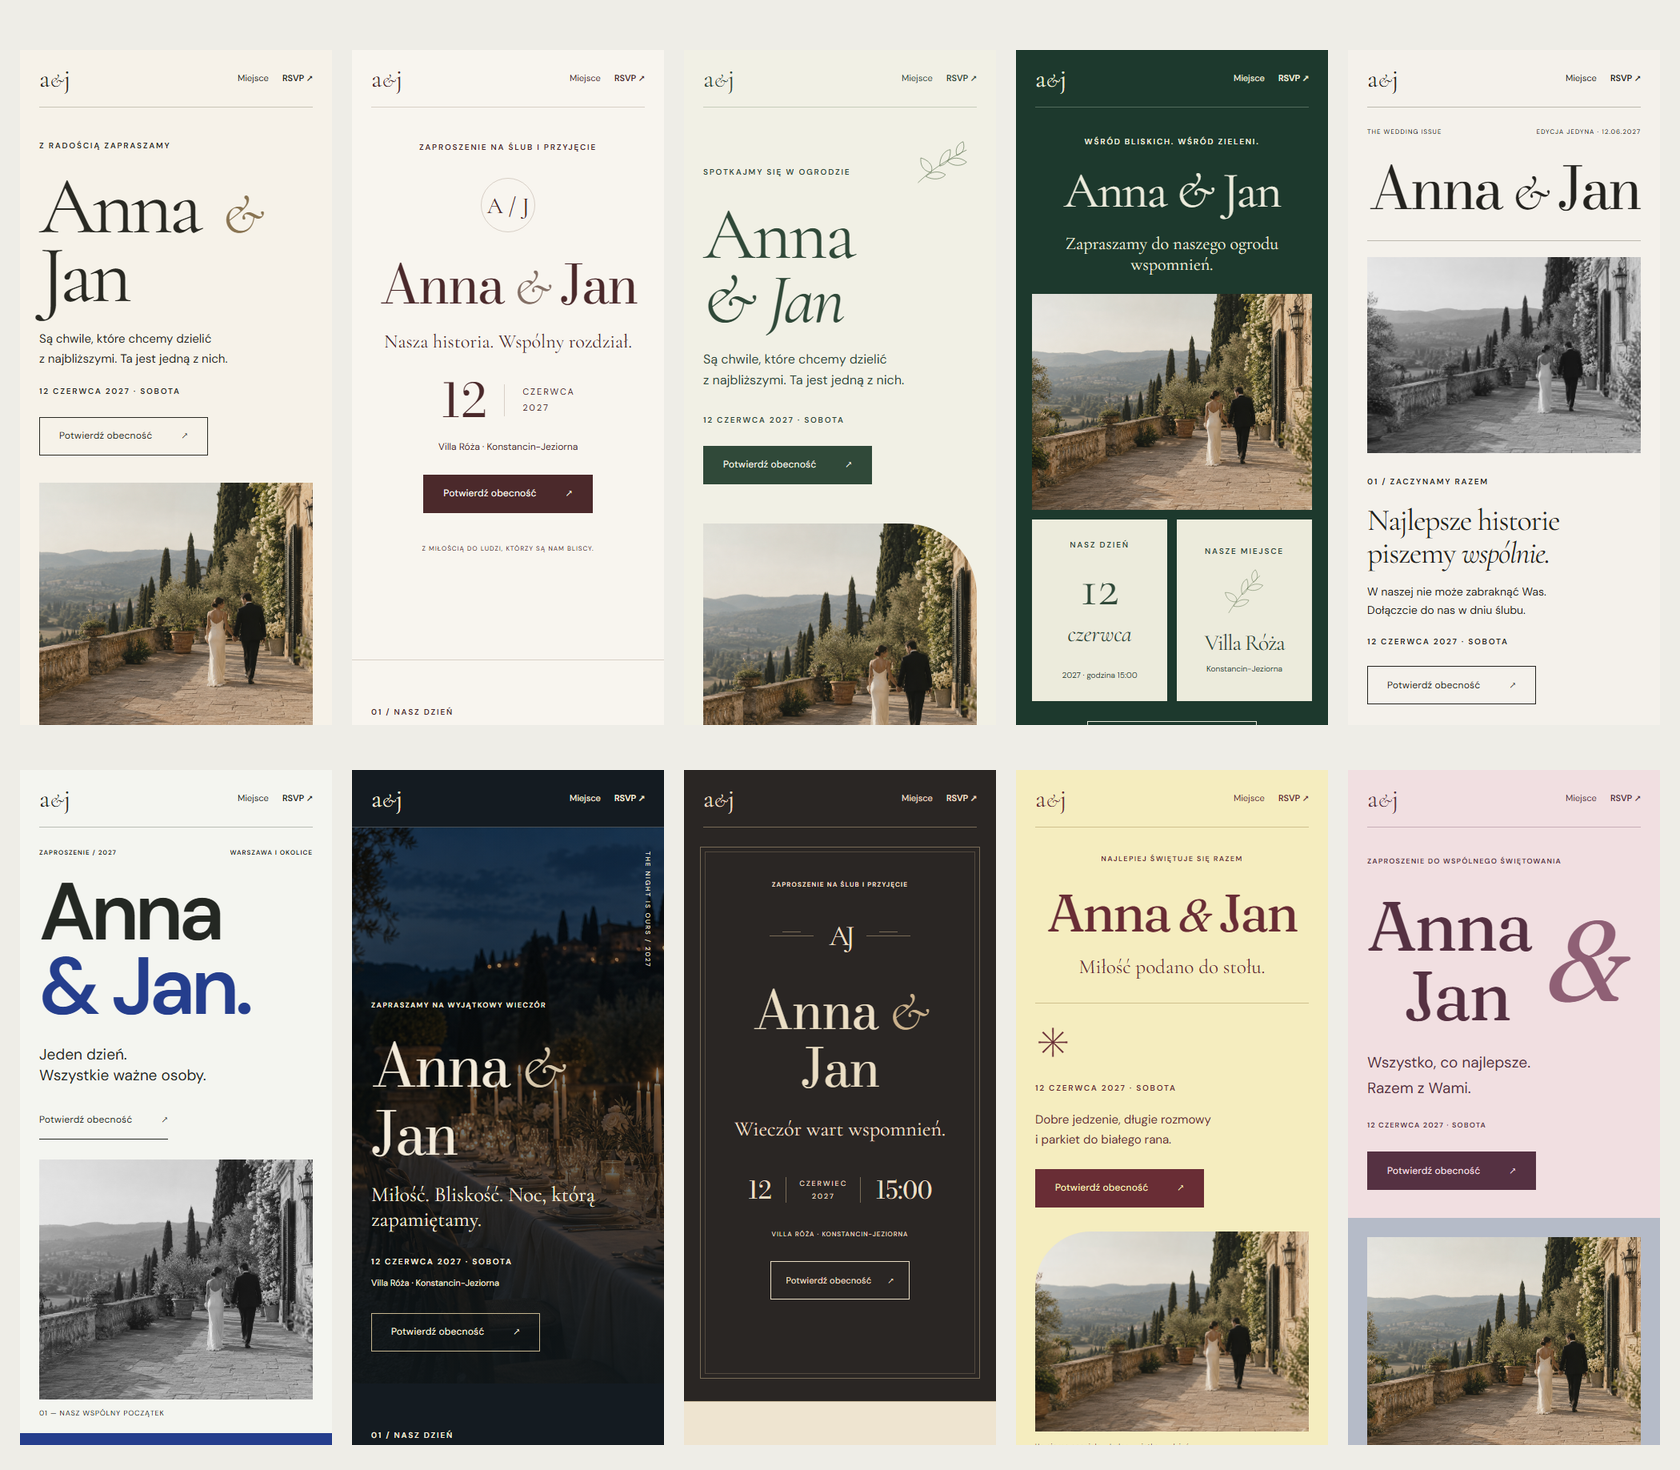 a&j
Miejsce RSVP ↗
Z RADOŚCIĄ ZAPRASZAMY
Anna &
Jan
Są chwile, które chcemy dzielić
z najbliższymi. Ta jest jedną z nich.
12 CZERWCA 2027 · SOBOTA
Potwierdź obecność ↗
a&j
Miejsce RSVP ↗
ZAPROSZENIE NA ŚLUB I PRZYJĘCIE
A / J
Anna & Jan
Nasza historia. Wspólny rozdział.
12
CZERWCA
2027
Villa Róża · Konstancin-Jeziorna
Potwierdź obecność ↗
Z MIŁOŚCIĄ DO LUDZI, KTÓRZY SĄ NAM BLISCY.
01 / NASZ DZIEŃ
a&j
Miejsce RSVP ↗
SPOTKAJMY SIĘ W OGRODZIE
Anna
& Jan
Są chwile, które chcemy dzielić
z najbliższymi. Ta jest jedną z nich.
12 CZERWCA 2027 · SOBOTA
Potwierdź obecność ↗
a&j
Miejsce RSVP ↗
WŚRÓD BLISKICH. WŚRÓD ZIELENI.
Anna & Jan
Zapraszamy do naszego ogrodu
wspomnień.
NASZ DZIEŃ
12
czerwca
2027 · godzina 15:00
NASZE MIEJSCE
Villa Róża
Konstancin-Jeziorna
a&j
Miejsce RSVP ↗
THE WEDDING ISSUE EDYCJA JEDYNA · 12.06.2027
Anna & Jan
01 / ZACZYNAMY RAZEM
Najlepsze historie
piszemy wspólnie.
W naszej nie może zabraknąć Was.
Dołączcie do nas w dniu ślubu.
12 CZERWCA 2027 · SOBOTA
Potwierdź obecność ↗
a&j
Miejsce RSVP ↗
ZAPROSZENIE / 2027 WARSZAWA I OKOLICE
Anna
& Jan.
Jeden dzień.
Wszystkie ważne osoby.
Potwierdź obecność ↗
01 — NASZ WSPÓLNY POCZĄTEK
a&j
Miejsce RSVP ↗
THE NIGHT IS OURS / 2027
ZAPRASZAMY NA WYJĄTKOWY WIECZÓR
Anna &
Jan
Miłość. Bliskość. Noc, którą
zapamiętamy.
12 CZERWCA 2027 · SOBOTA
Villa Róża · Konstancin-Jeziorna
Potwierdź obecność ↗
01 / NASZ DZIEŃ
a&j
Miejsce RSVP ↗
ZAPROSZENIE NA ŚLUB I PRZYJĘCIE
AJ
Anna &
Jan
Wieczór wart wspomnień.
12
CZERWIEC
2027
15:00
VILLA RÓŻA · KONSTANCIN-JEZIORNA
Potwierdź obecność ↗
a&j
Miejsce RSVP ↗
NAJLEPIEJ ŚWIĘTUJE SIĘ RAZEM
Anna & Jan
Miłość podano do stołu.
12 CZERWCA 2027 · SOBOTA
Dobre jedzenie, długie rozmowy
i parkiet do białego rana.
Potwierdź obecność ↗
a&j
Miejsce RSVP ↗
ZAPROSZENIE DO WSPÓLNEGO ŚWIĘTOWANIA
Anna
Jan
&
Wszystko, co najlepsze.
Razem z Wami.
12 CZERWCA 2027 · SOBOTA
Potwierdź obecność ↗